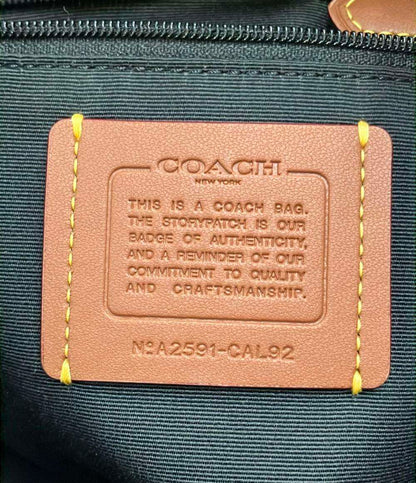 COACH
NEW YORK
THIS IS A COACH BAG.
THE STORYPATCH IS OUR
BADGE OF AUTHENTICITY,
AND A REMINDER OF OUR
COMMITMENT TO QUALITY
AND CRAFTSMANSHIP.
NºA2591-CAL92